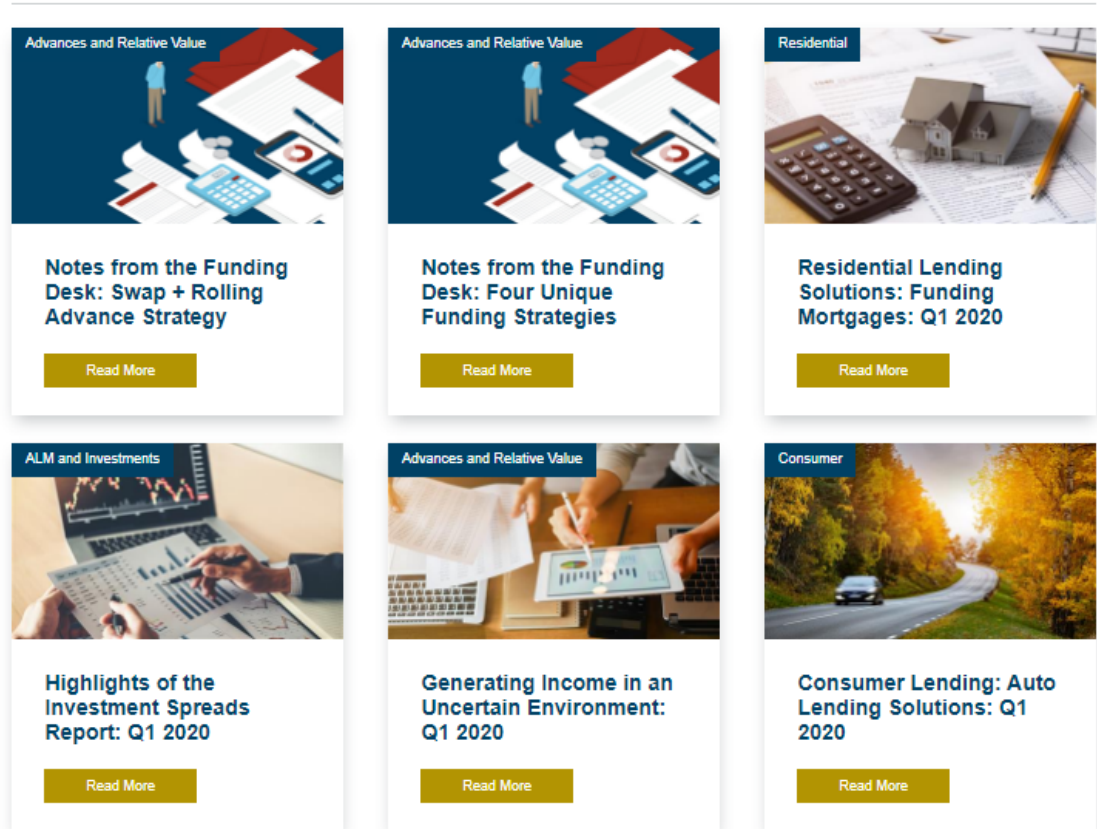 Advances and Relative Value
Notes from the Funding
Desk: Swap + Rolling
Advance Strategy
Read More
Advances and Relative Value
Notes from the Funding
Desk: Four Unique
Funding Strategies
Read More
Residential
Residential Lending
Solutions: Funding
Mortgages: Q1 2020
Read More
ALM and Investments
Highlights of the
Investment Spreads
Report: Q1 2020
Read More
Advances and Relative Value
Generating Income in an
Uncertain Environment:
Q1 2020
Read More
Consumer
Consumer Lending: Auto
Lending Solutions: Q1
2020
Read More